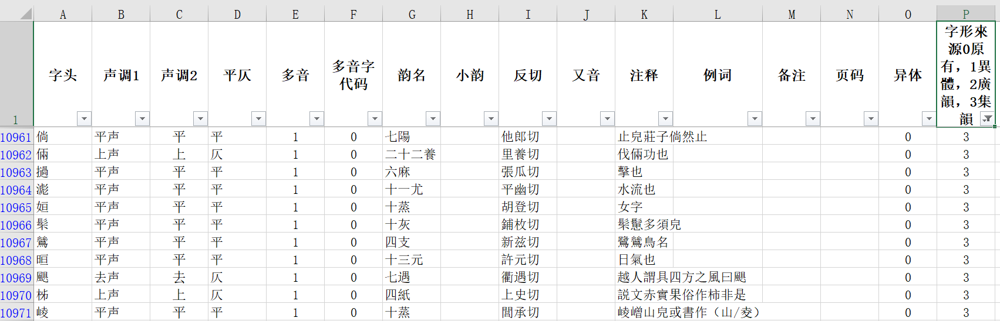 A B C D E F G H I J K L M N O P
1 字头 声调1 声调2 平仄 多音 多音字代码 韵名 小韵 反切 又音 注释 例词 备注 页码 异体 字形來源0原有，1異體，2廣韻，3集韻
10961 倘 平声 平 平 1 0 七陽 他郎切 止皃莊子倘然止 0 3
10962 倆 上声 上 仄 1 0 二十二養 里養切 伐倆功也 0 3
10963 撾 平声 平 平 1 0 六麻 張瓜切 擊也 0 3
10964 滮 平声 平 平 1 0 十一尤 平幽切 水流也 0 3
10965 姮 平声 平 平 1 0 十蒸 胡登切 女字 0 3
10966 髤 平声 平 平 1 0 十灰 鋪枚切 髤髱多須皃 0 3
10967 鷥 平声 平 平 1 0 四支 新兹切 鷺鷥鳥名 0 3
10968 晅 平声 平 平 1 0 十三元 許元切 日氣也 0 3
10969 颶 去声 去 仄 1 0 七遇 衢遇切 越人謂具四方之風曰颶 0 3
10970 柹 上声 上 仄 1 0 四紙 上史切 説文赤實果俗作柿非是 0 3
10971 崚 平声 平 平 1 0 十蒸 閭承切 崚嶒山皃或書作（山/夌） 0 3